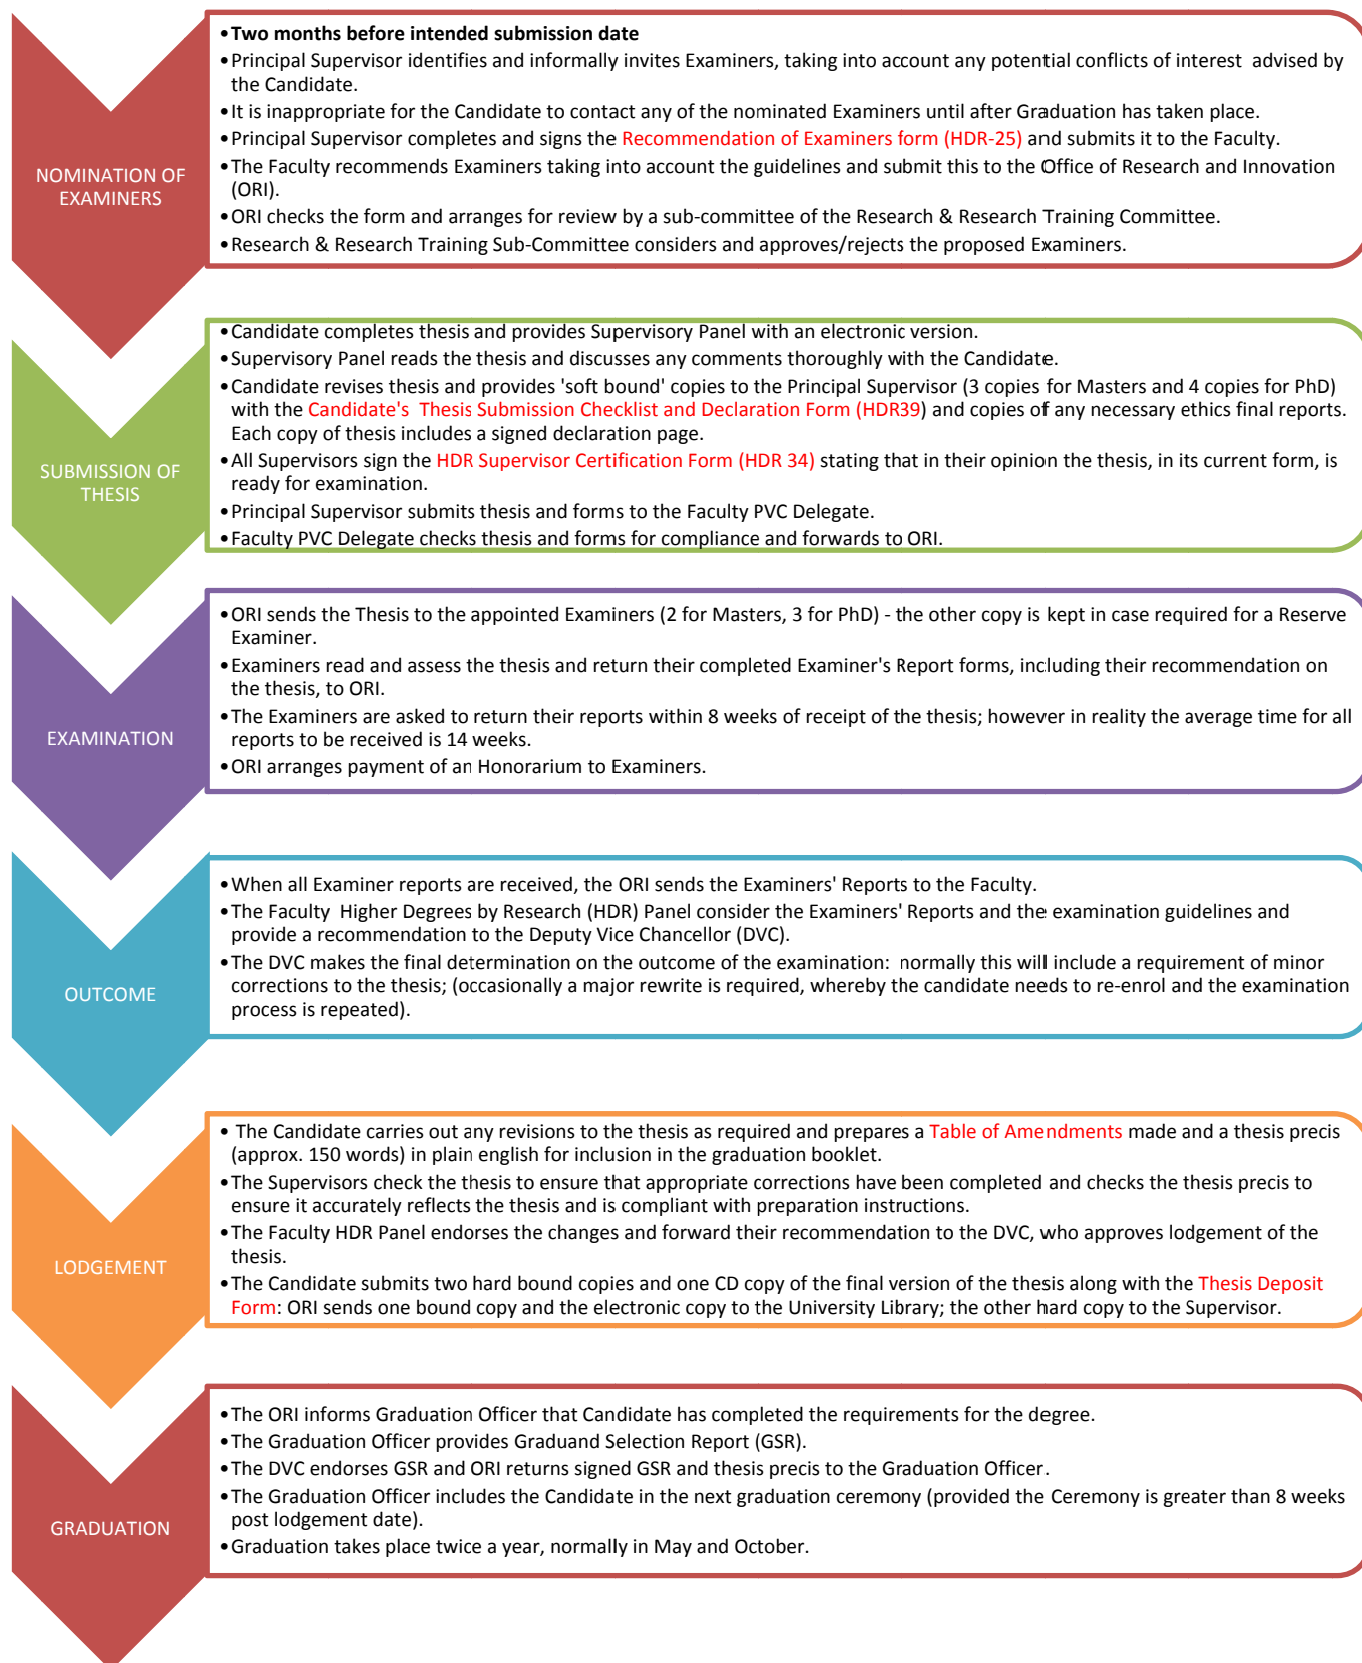 NOMINATION OF
EXAMINERS
•Two months before intended submission date
•Principal Supervisor identifies and informally invites Examiners, taking into account any potential conflicts of interest  advised by
the Candidate.
•It is inappropriate for the Candidate to contact any of the nominated Examiners until after Graduation has taken place.
•Principal Supervisor completes and signs the Recommendation of Examiners form (HDR-25) and submits it to the Faculty.
•The Faculty recommends Examiners taking into account the guidelines and submit this to the Office of Research and Innovation
(ORI).
•ORI checks the form and arranges for review by a sub-committee of the Research & Research Training Committee.
•Research & Research Training Sub-Committee considers and approves/rejects the proposed Examiners.
SUBMISSION OF
THESIS
•Candidate completes thesis and provides Supervisory Panel with an electronic version.
•Supervisory Panel reads the thesis and discusses any comments thoroughly with the Candidate.
•Candidate revises thesis and provides 'soft bound' copies to the Principal Supervisor (3 copies for Masters and 4 copies for PhD)
with the Candidate's  Thesis Submission Checklist and Declaration Form (HDR39) and copies of any necessary ethics final reports.
Each copy of thesis includes a signed declaration page.
•All Supervisors sign the HDR Supervisor Certification Form (HDR 34) stating that in their opinion the thesis, in its current form, is
ready for examination.
•Principal Supervisor submits thesis and forms to the Faculty PVC Delegate.
•Faculty PVC Delegate checks thesis and forms for compliance and forwards to ORI.
EXAMINATION
•ORI sends the Thesis to the appointed Examiners (2 for Masters, 3 for PhD) - the other copy is kept in case required for a Reserve
Examiner.
•Examiners read and assess the thesis and return their completed Examiner's Report forms, including their recommendation on
the thesis, to ORI.
•The Examiners are asked to return their reports within 8 weeks of receipt of the thesis; however in reality the average time for all
reports to be received is 14 weeks.
•ORI arranges payment of an Honorarium to Examiners.
OUTCOME
•When all Examiner reports are received, the ORI sends the Examiners' Reports to the Faculty.
•The Faculty  Higher Degrees by Research (HDR) Panel consider the Examiners' Reports and the examination guidelines and
provide a recommendation to the Deputy Vice Chancellor (DVC).
•The DVC makes the final determination on the outcome of the examination:  normally this will include a requirement of minor
corrections to the thesis; (occasionally a major rewrite is required, whereby the candidate needs to re-enrol and the examination
process is repeated).
LODGEMENT
• The Candidate carries out any revisions to the thesis as required and prepares a Table of Amendments made and a thesis precis
(approx. 150 words) in plain english for inclusion in the graduation booklet.
•The Supervisors check the thesis to ensure that appropriate corrections have been completed and checks the thesis precis to
ensure it accurately reflects the thesis and is compliant with preparation instructions.
•The Faculty HDR Panel endorses the changes and forward their recommendation to the DVC, who approves lodgement of the
thesis.
•The Candidate submits two hard bound copies and one CD copy of the final version of the thesis along with the Thesis Deposit
Form: ORI sends one bound copy and the electronic copy to the University Library; the other hard copy to the Supervisor.
GRADUATION
•The ORI informs Graduation Officer that Candidate has completed the requirements for the degree.
•The Graduation Officer provides Graduand Selection Report (GSR).
•The DVC endorses GSR and ORI returns signed GSR and thesis precis to the Graduation Officer.
•The Graduation Officer includes the Candidate in the next graduation ceremony (provided the Ceremony is greater than 8 weeks
post lodgement date).
•Graduation takes place twice a year, normally in May and October.